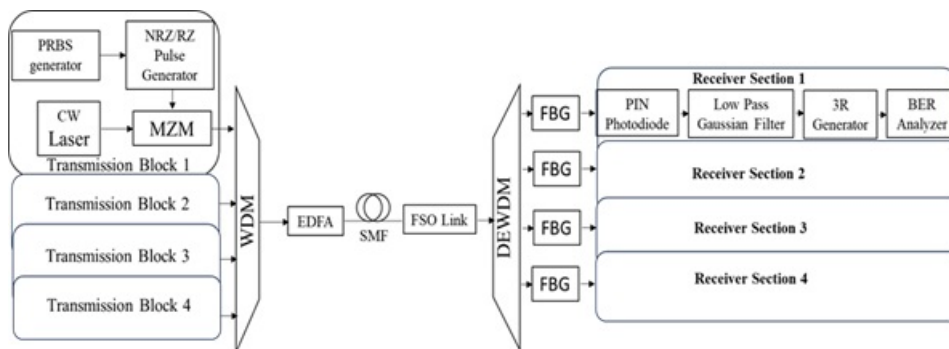 PRBS
generator
NRZ/RZ
Pulse
Generator
CW
Laser
MZM
Transmission Block 1
Transmission Block 2
Transmission Block 3
Transmission Block 4
WDM
EDFA
SMF
FSO Link
DEWDM
FBG
FBG
FBG
FBG
Receiver Section 1
PIN
Photodiode
Low Pass
Gaussian Filter
3R
Generator
BER
Analyzer
Receiver Section 2
Receiver Section 3
Receiver Section 4